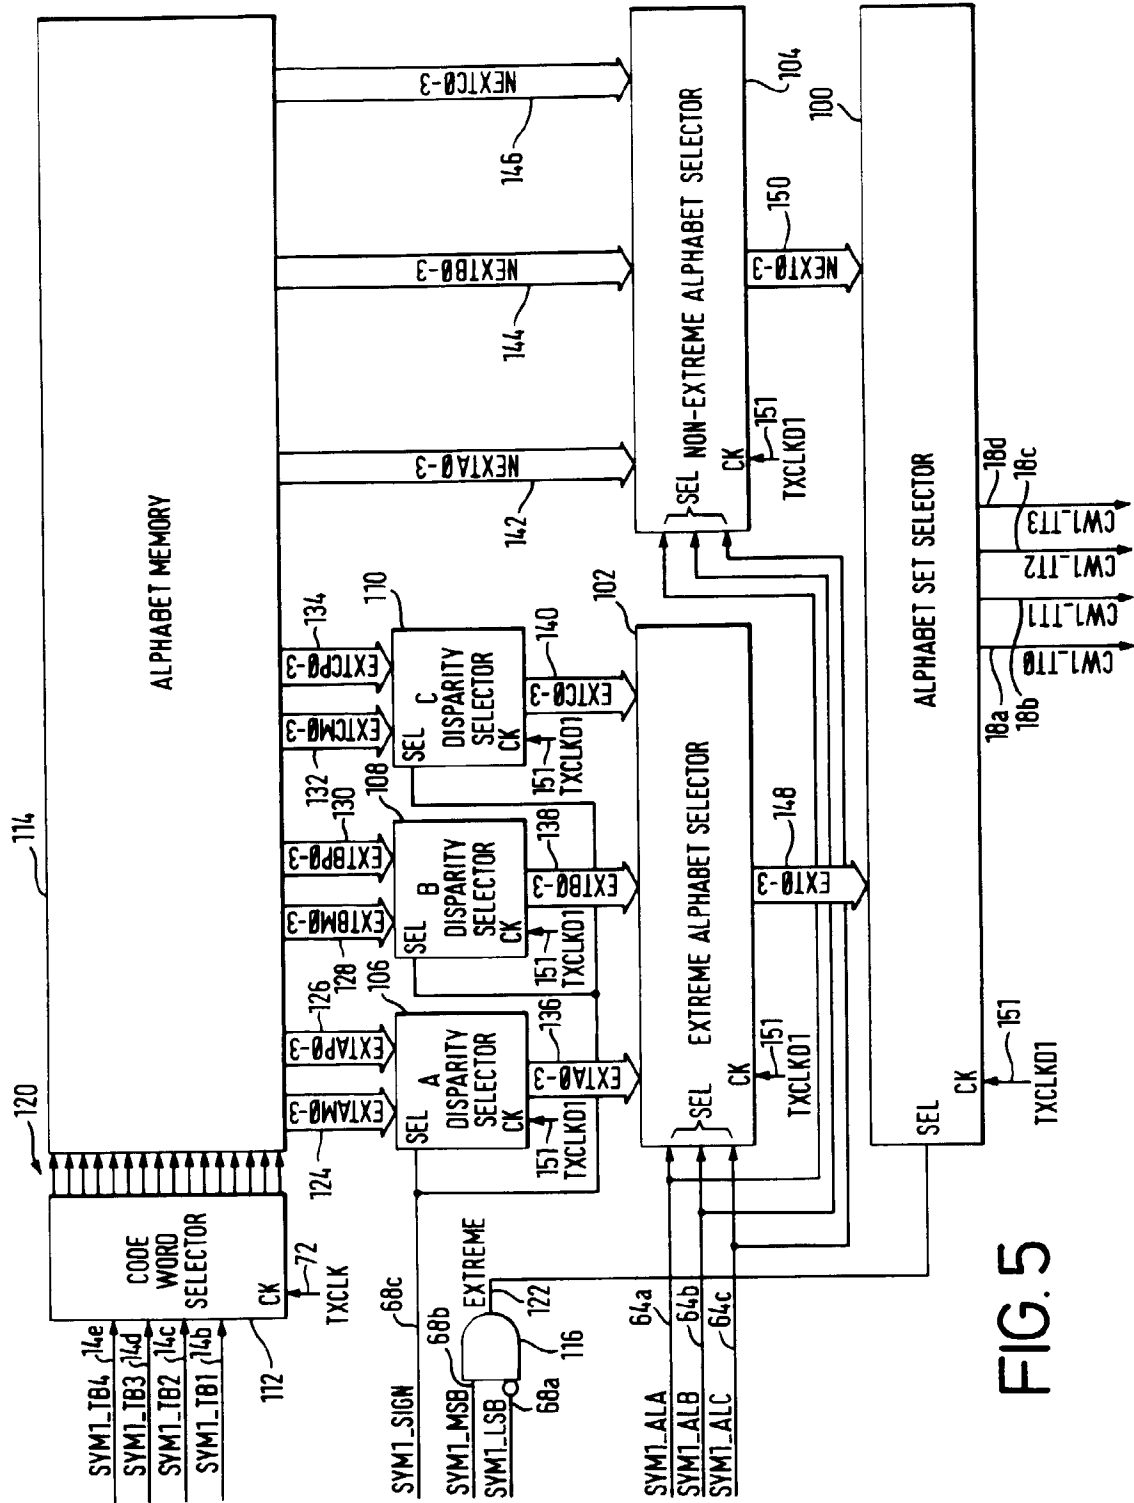 120
114
SYM1_TB4
14e
SYM1_TB3
14d
SYM1_TB2
14c
SYM1_TB1
14b
CODE
WORD
SELECTOR
CK
72
TXCLK
112
ALPHABET MEMORY
124
EXTAM0-3
126
EXTAP0-3
128
EXTBM0-3
130
EXTBP0-3
132
EXTCM0-3
134
EXTCP0-3
142
NEXTA0-3
144
NEXTB0-3
146
NEXTC0-3
SYM1_SIGN
68c
106
SEL
A
DISPARITY
SELECTOR
CK
151
TXCLKD1
108
SEL
B
DISPARITY
SELECTOR
CK
151
TXCLKD1
110
SEL
C
DISPARITY
SELECTOR
CK
151
TXCLKD1
136
EXTA0-3
138
EXTB0-3
140
EXTC0-3
SYM1_MSB
68b
SYM1_LSB
68a
EXTREME
122
116
SYM1_ALA
64a
SYM1_ALB
64b
SYM1_ALC
64c
102
SEL
EXTREME ALPHABET SELECTOR
CK
151
TXCLKD1
104
SEL
NON-EXTREME ALPHABET SELECTOR
CK
151
TXCLKD1
148
EXT0-3
150
NEXT0-3
100
SEL
ALPHABET SET SELECTOR
CK
151
TXCLKD1
18a
CW1_TT0
18b
CW1_TT1
18c
CW1_TT2
18d
CW1_TT3
FIG. 5